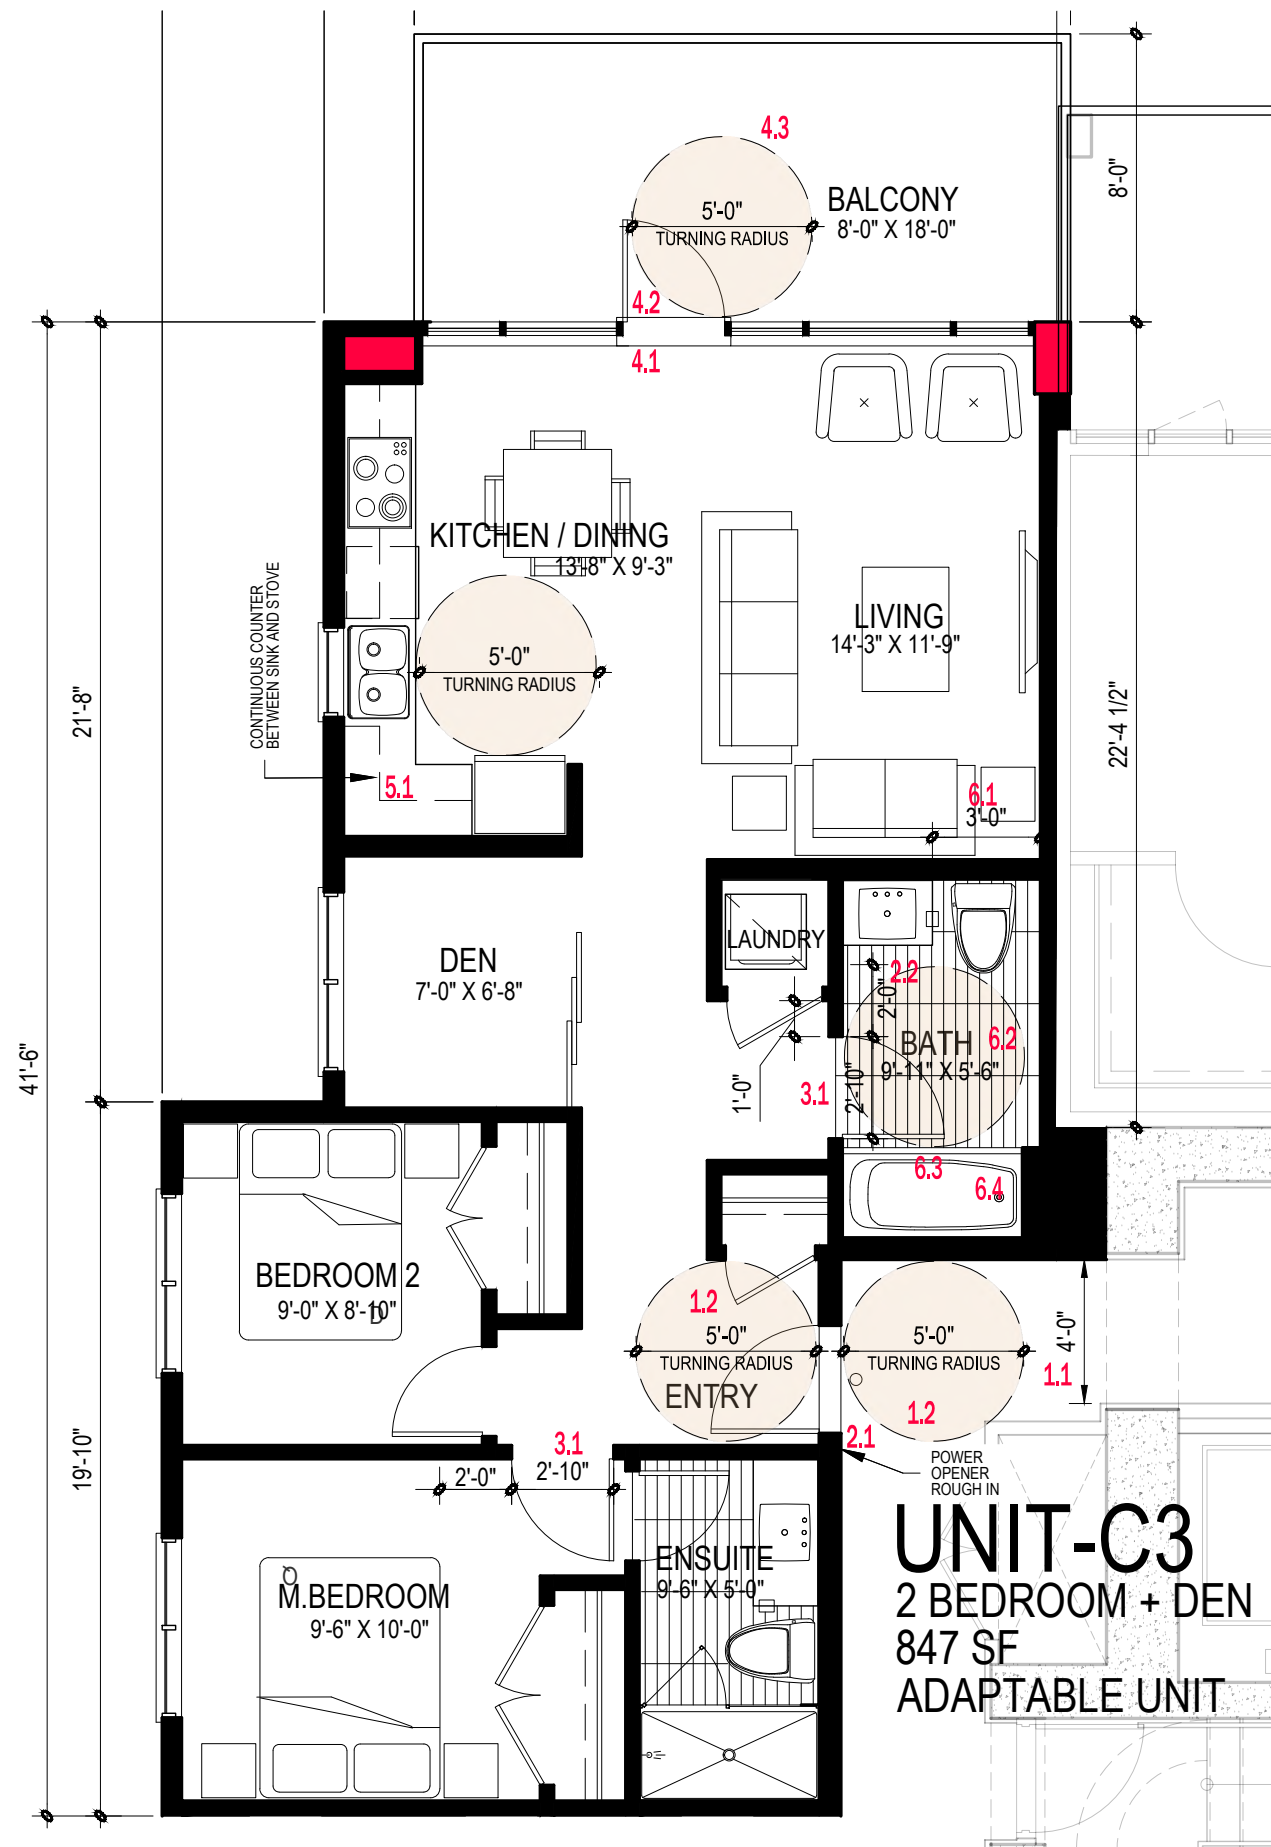 4.3
BALCONY
8'-0" X 18'-0"
5'-0"
TURNING RADIUS
8'-0"
4.2
4.1
KITCHEN / DINING
13'-8" X 9'-3"
CONTINUOUS COUNTER
BETWEEN SINK AND STOVE
LIVING
14'-3" X 11'-9"
5'-0"
TURNING RADIUS
21'-8"
22'-4 1/2"
5.1
6.1
3'-0"
LAUNDRY
DEN
7'-0" X 6'-8"
2.2
2'-0"
BATH
6.2
9'-11" X 5'-6"
41'-6"
1'-0"
3.1
2'-10"
6.3
6.4
BEDROOM 2
9'-0" X 8'-10"
D
1.2
5'-0"
TURNING RADIUS
ENTRY
5'-0"
TURNING RADIUS
4'-0"
1.1
1.2
2.1
POWER
OPENER
ROUGH IN
19'-10"
3.1
2'-0"
2'-10"
UNIT-C3
2 BEDROOM + DEN
847 SF
ADAPTABLE UNIT
ENSUITE
9'-6" X 5'-0"
Q
M.BEDROOM
9'-6" X 10'-0"